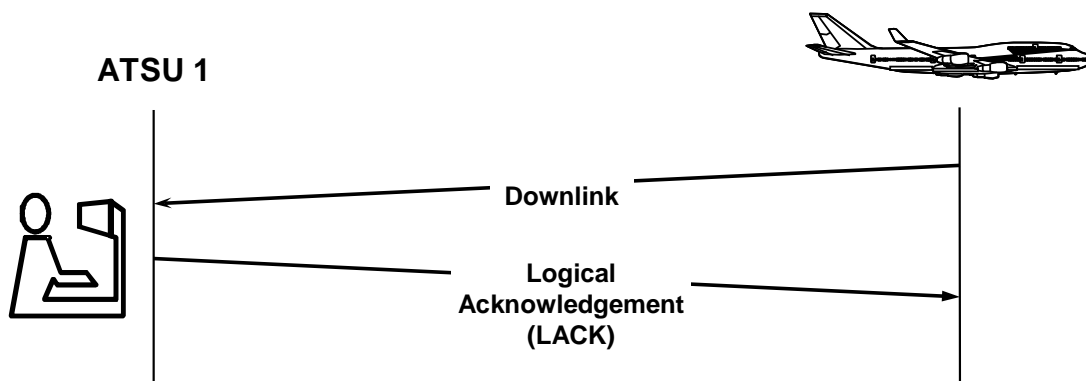 ATSU 1
Downlink
Logical
Acknowledgement
(LACK)